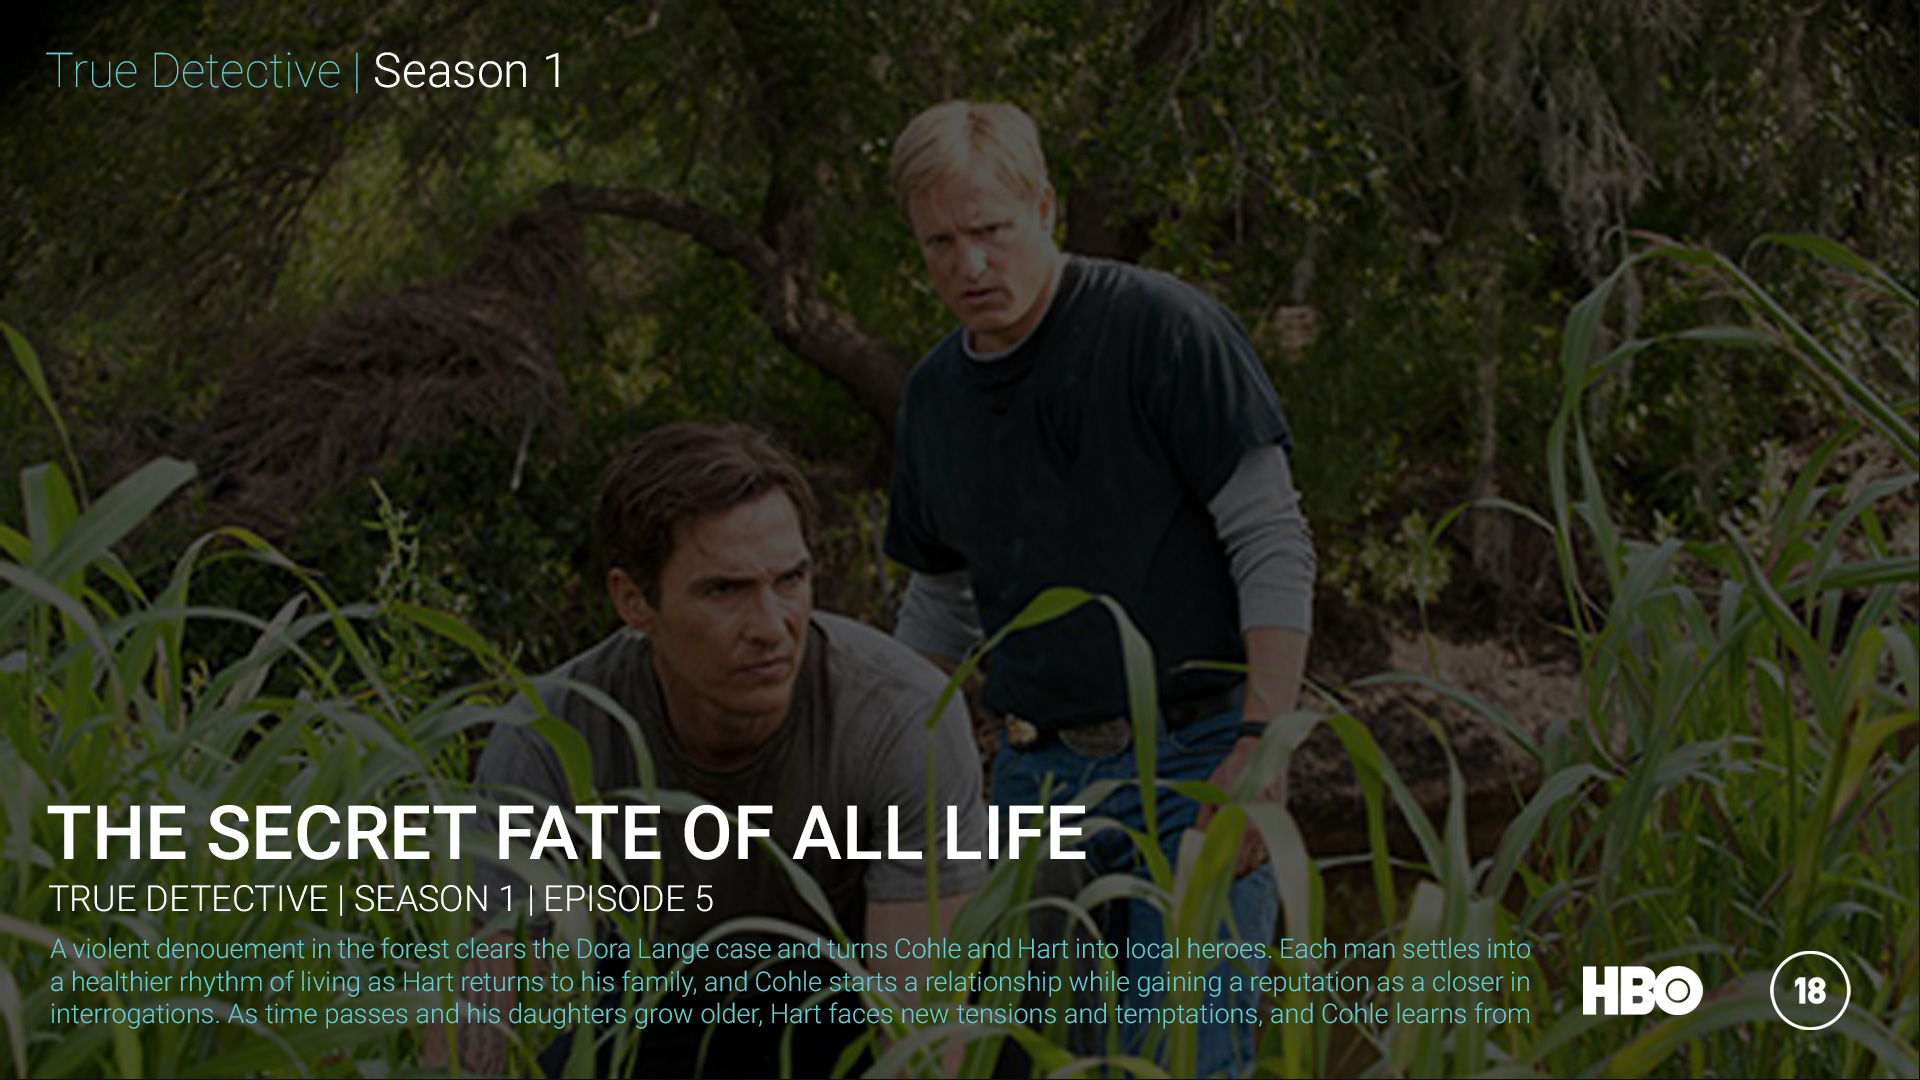 True Detective | Season 1
THE SECRET FATE OF ALL LIFE
TRUE DETECTIVE | SEASON 1 | EPISODE 5
A violent denouement in the forest clears the Dora Lange case and turns Cohle and Hart into local heroes. Each man settles into
a healthier rhythm of living as Hart returns to his family, and Cohle starts a relationship while gaining a reputation as a closer in
interrogations. As time passes and his daughters grow older, Hart faces new tensions and temptations, and Cohle learns from
HBO
18